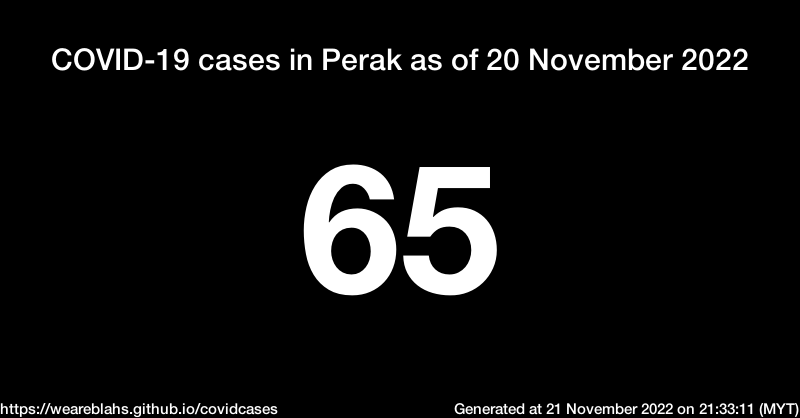 COVID-19 cases in Perak as of 20 November 2022
65
https://weareblahs.github.io/covidcases
Generated at 21 November 2022 on 21:33:11 (MYT)